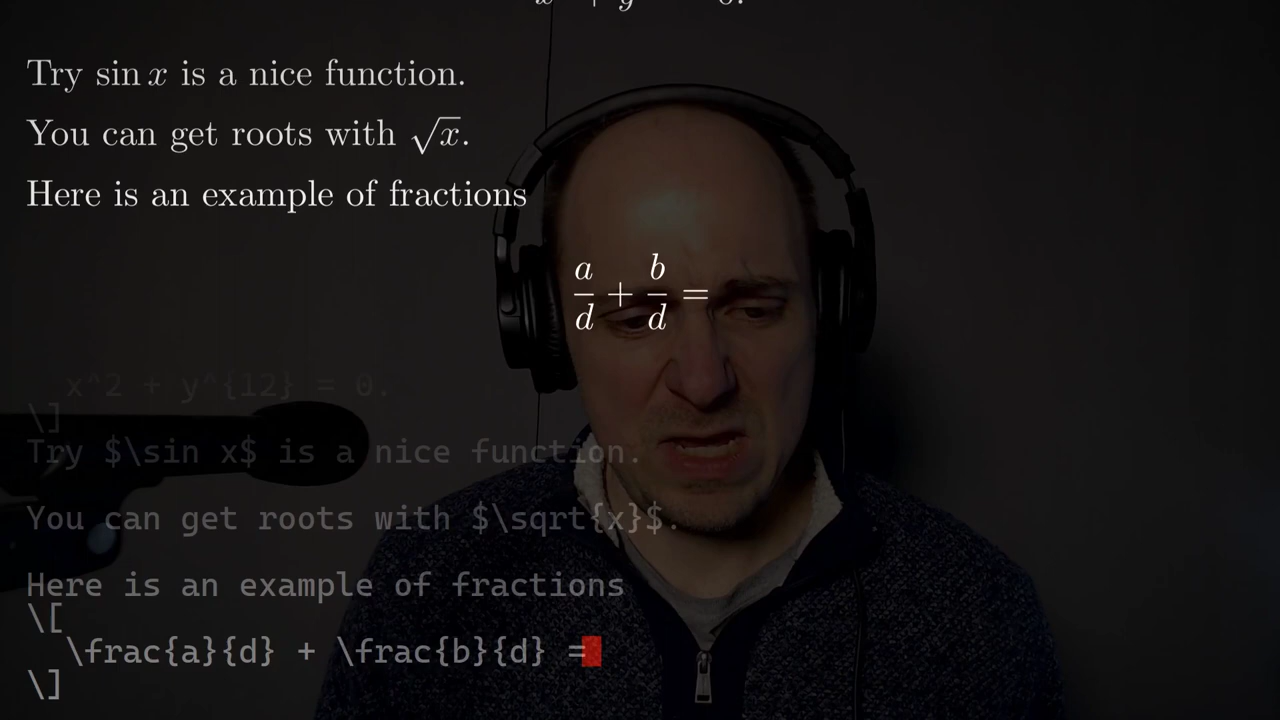 Try sin x is a nice function.
You can get roots with √x.
Here is an example of fractions
a/d + b/d =
x^2 + y^{12} = 0.
\]
Try $\sin x$ is a nice function.
You can get roots with $\sqrt{x}$.
Here is an example of fractions
\[
\frac{a}{d} + \frac{b}{d} =
\]